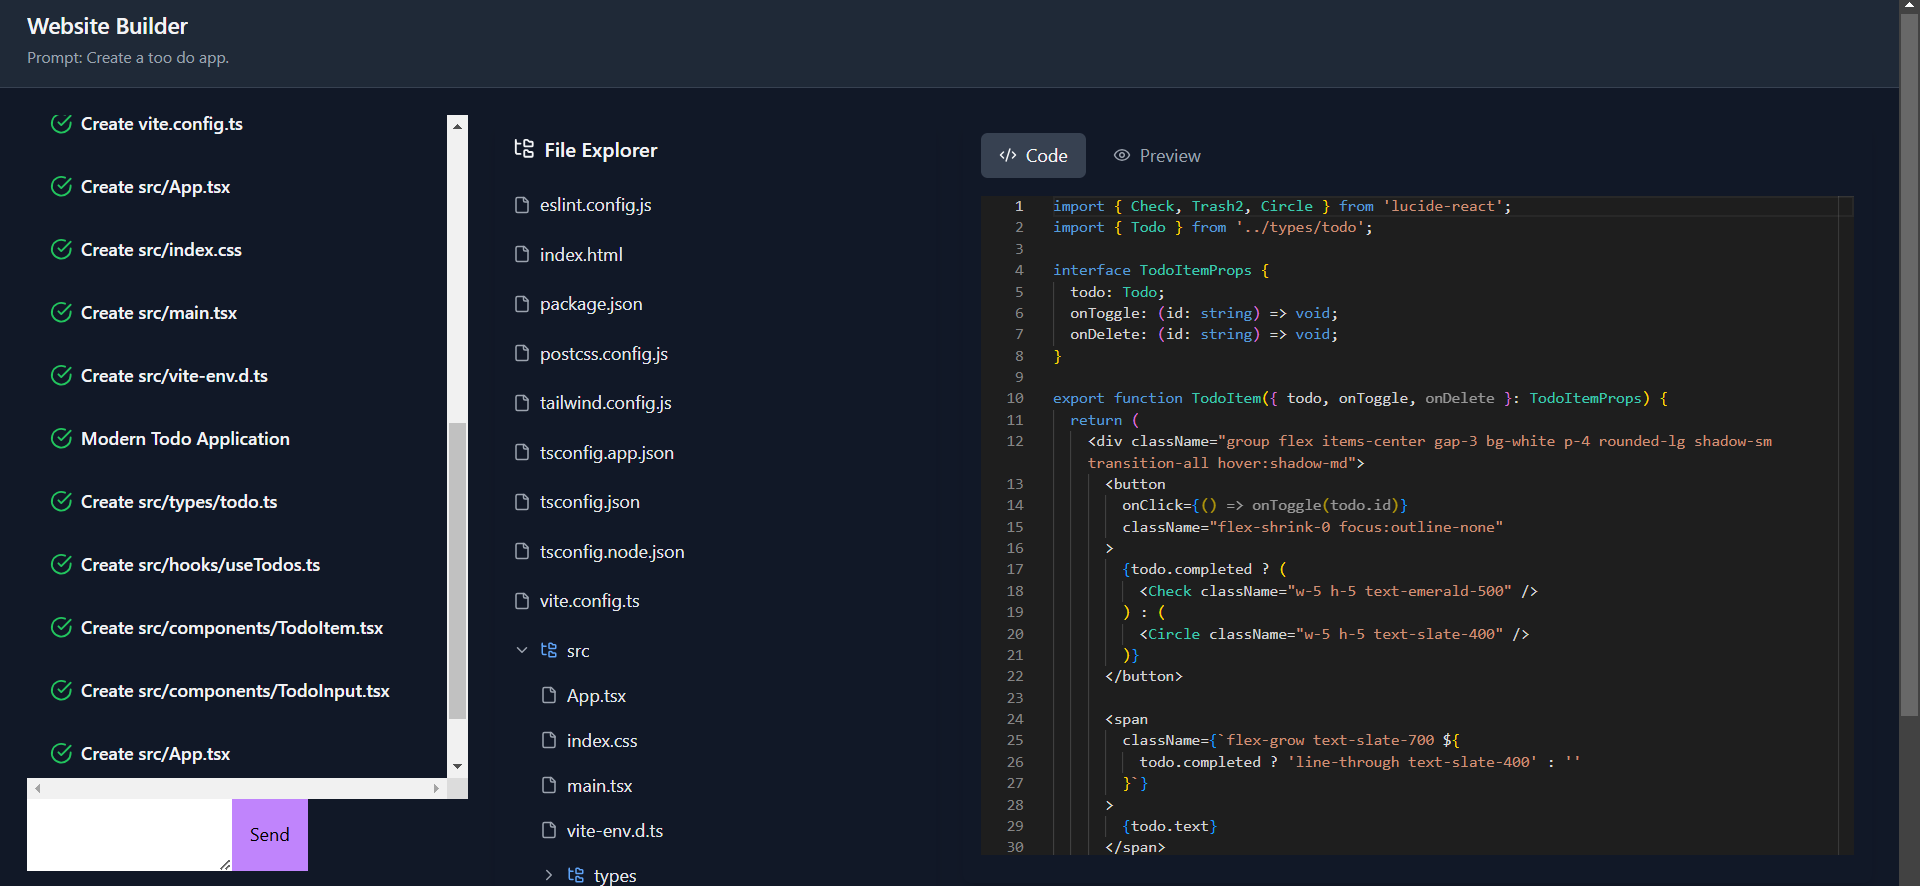 Website Builder
Prompt: Create a too do app.
Create vite.config.ts
Create src/App.tsx
Create src/index.css
Create src/main.tsx
Create src/vite-env.d.ts
Modern Todo Application
Create src/types/todo.ts
Create src/hooks/useTodos.ts
Create src/components/TodoItem.tsx
Create src/components/TodoInput.tsx
Create src/App.tsx
Send
File Explorer
eslint.config.js
index.html
package.json
postcss.config.js
tailwind.config.js
tsconfig.app.json
tsconfig.json
tsconfig.node.json
vite.config.ts
src
App.tsx
index.css
main.tsx
vite-env.d.ts
types
Code
Preview
1 import { Check, Trash2, Circle } from 'lucide-react';
2 import { Todo } from '../types/todo';
3
4 interface TodoItemProps {
5 todo: Todo;
6 onToggle: (id: string) => void;
7 onDelete: (id: string) => void;
8 }
9
10 export function TodoItem({ todo, onToggle, onDelete }: TodoItemProps) {
11 return (
12 <div className="group flex items-center gap-3 bg-white p-4 rounded-lg shadow-sm
transition-all hover:shadow-md">
13 <button
14 onClick={() => onToggle(todo.id)}
15 className="flex-shrink-0 focus:outline-none"
16 >
17 {todo.completed ? (
18 <Check className="w-5 h-5 text-emerald-500" />
19 ) : (
20 <Circle className="w-5 h-5 text-slate-400" />
21 )}
22 </button>
23
24 <span
25 className={`flex-grow text-slate-700 ${
26 todo.completed ? 'line-through text-slate-400' : ''
27 }`}
28 >
29 {todo.text}
30 </span>